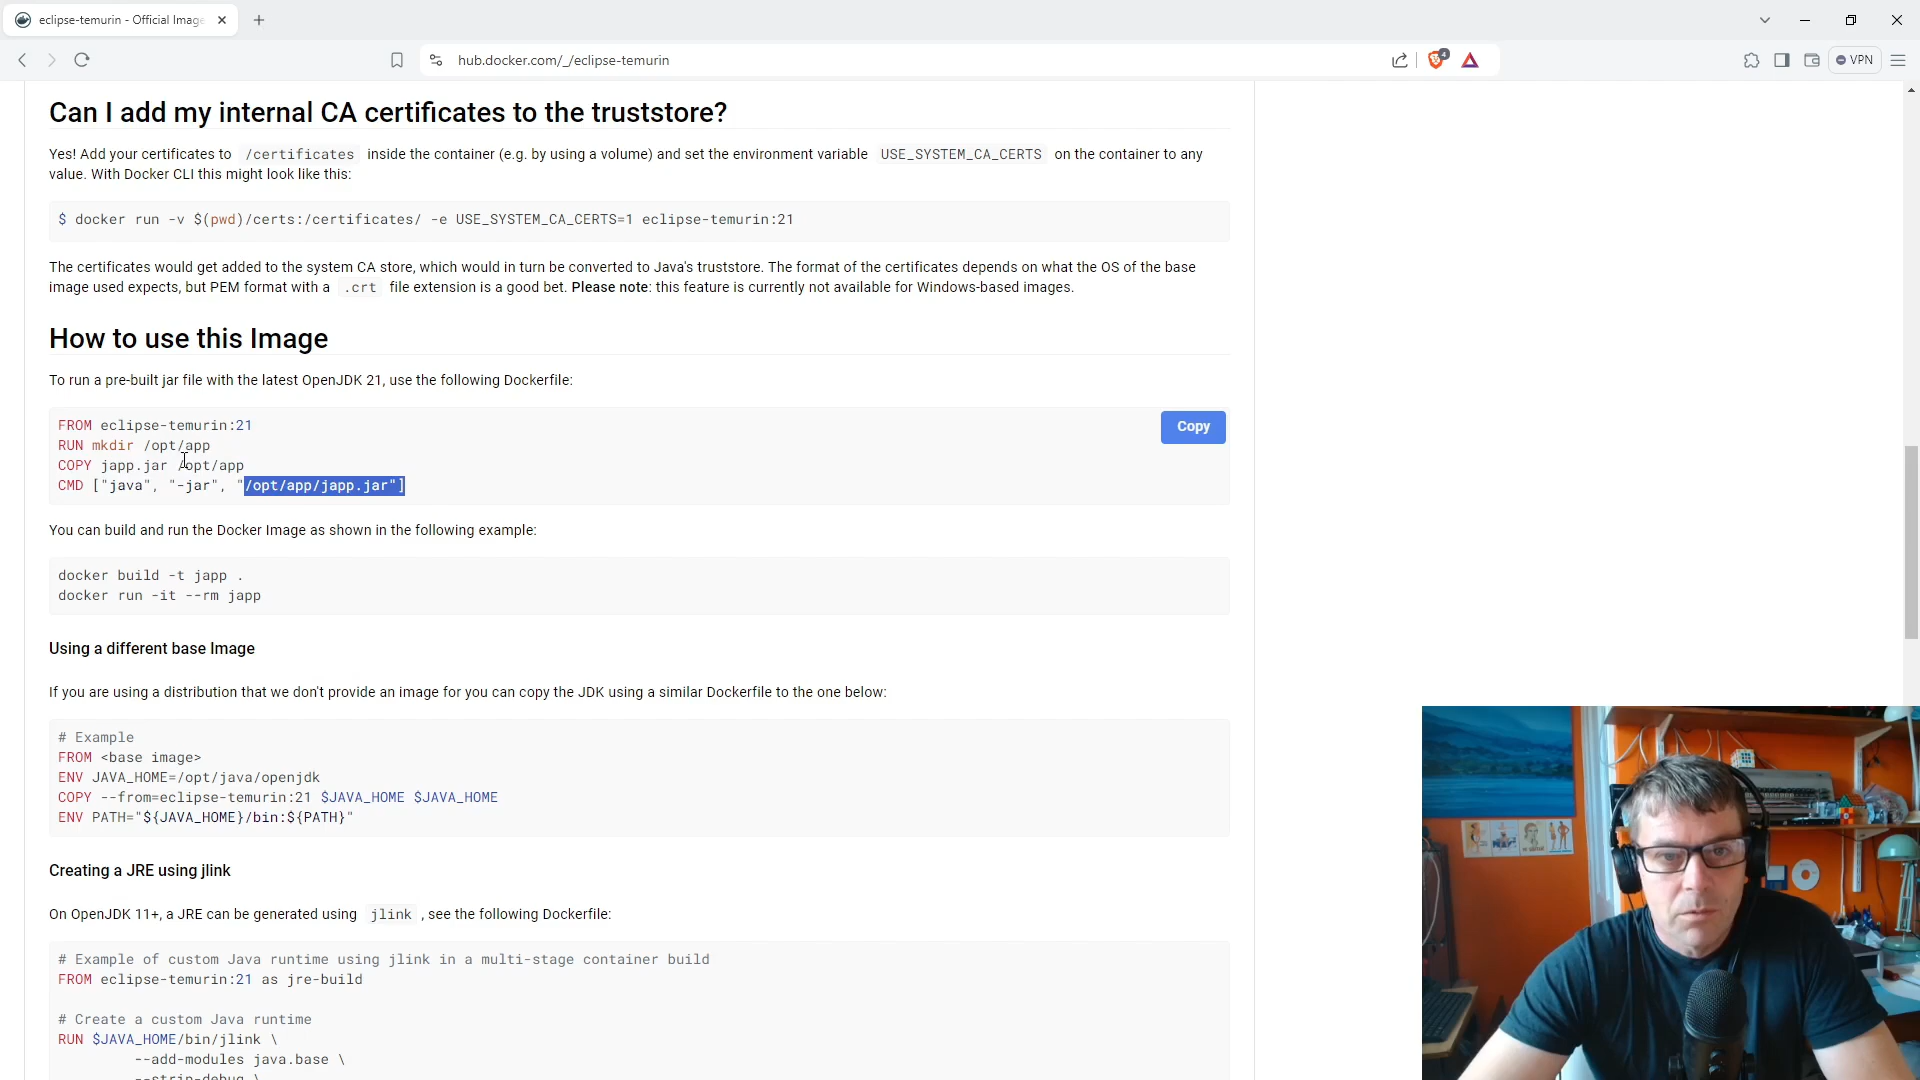 eclipse-temurin - Official Image
hub.docker.com/_/eclipse-temurin
4
VPN
Can I add my internal CA certificates to the truststore?
Yes! Add your certificates to /certificates inside the container (e.g. by using a volume) and set the environment variable USE_SYSTEM_CA_CERTS on the container to any
value. With Docker CLI this might look like this:
$ docker run -v $(pwd)/certs:/certificates/ -e USE_SYSTEM_CA_CERTS=1 eclipse-temurin:21
The certificates would get added to the system CA store, which would in turn be converted to Java's truststore. The format of the certificates depends on what the OS of the base
image used expects, but PEM format with a .crt file extension is a good bet. Please note: this feature is currently not available for Windows-based images.
How to use this Image
To run a pre-built jar file with the latest OpenJDK 21, use the following Dockerfile:
FROM eclipse-temurin:21
Copy
RUN mkdir /opt/app
COPY japp.jar /opt/app
CMD ["java", "-jar", "/opt/app/japp.jar"]
You can build and run the Docker Image as shown in the following example:
docker build -t japp .
docker run -it --rm japp
Using a different base Image
If you are using a distribution that we don't provide an image for you can copy the JDK using a similar Dockerfile to the one below:
# Example
FROM <base image>
ENV JAVA_HOME=/opt/java/openjdk
COPY --from=eclipse-temurin:21 $JAVA_HOME $JAVA_HOME
ENV PATH="${JAVA_HOME}/bin:${PATH}"
Creating a JRE using jlink
On OpenJDK 11+, a JRE can be generated using jlink , see the following Dockerfile:
# Example of custom Java runtime using jlink in a multi-stage container build
FROM eclipse-temurin:21 as jre-build
# Create a custom Java runtime
RUN $JAVA_HOME/bin/jlink \
--add-modules java.base \
--strip-debug \